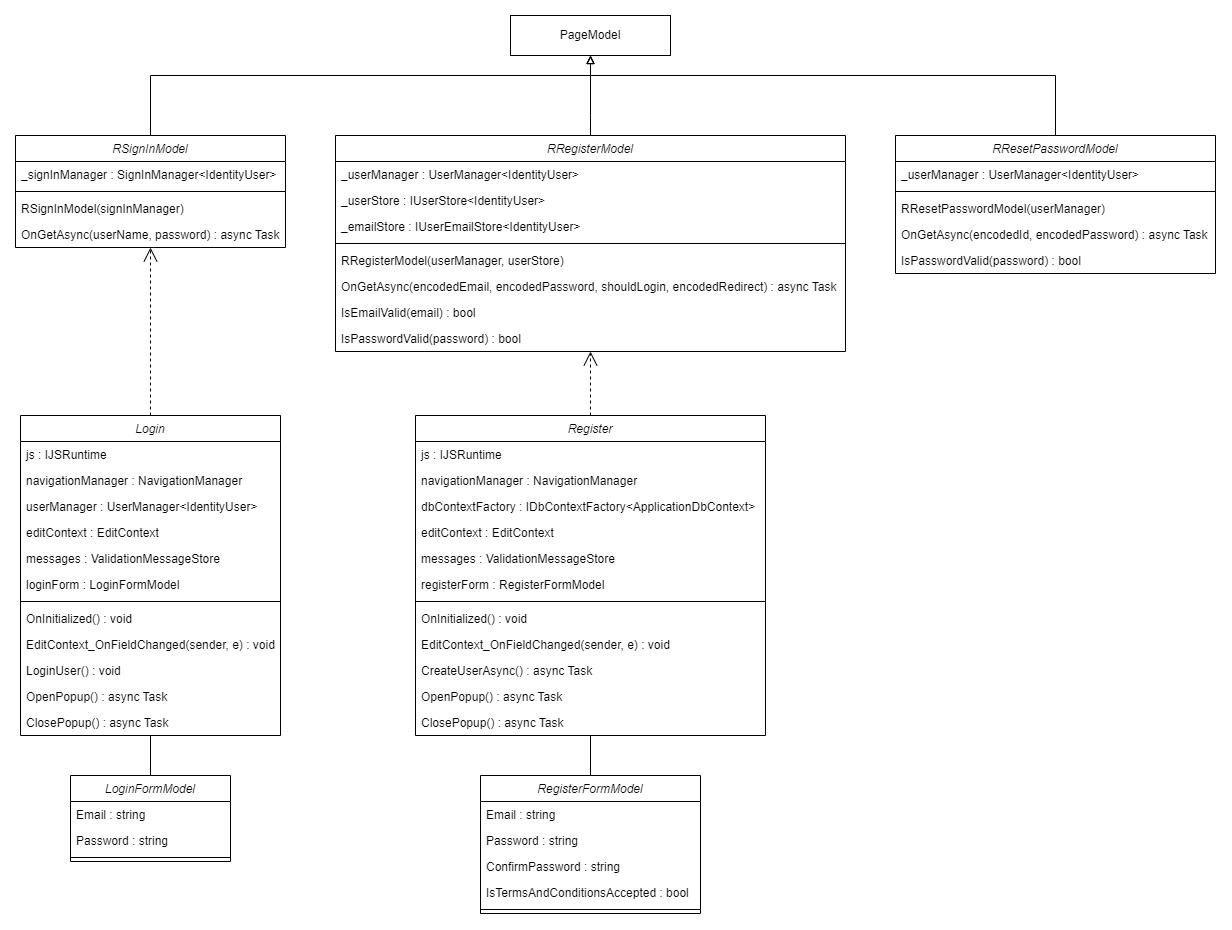 PageModel
RSignInModel
_signInManager : SignInManager<IdentityUser>
RSignInModel(signInManager)
OnGetAsync(userName, password) : async Task
RRegisterModel
_userManager : UserManager<IdentityUser>
_userStore : IUserStore<IdentityUser>
_emailStore : IUserEmailStore<IdentityUser>
RRegisterModel(userManager, userStore)
OnGetAsync(encodedEmail, encodedPassword, shouldLogin, encodedRedirect) : async Task
IsEmailValid(email) : bool
IsPasswordValid(password) : bool
RResetPasswordModel
_userManager : UserManager<IdentityUser>
RResetPasswordModel(userManager)
OnGetAsync(encodedId, encodedPassword) : async Task
IsPasswordValid(password) : bool
Login
js : IJSRuntime
navigationManager : NavigationManager
userManager : UserManager<IdentityUser>
editContext : EditContext
messages : ValidationMessageStore
loginForm : LoginFormModel
OnInitialized() : void
EditContext_OnFieldChanged(sender, e) : void
LoginUser() : void
OpenPopup() : async Task
ClosePopup() : async Task
Register
js : IJSRuntime
navigationManager : NavigationManager
dbContextFactory : IDbContextFactory<ApplicationDbContext>
editContext : EditContext
messages : ValidationMessageStore
registerForm : RegisterFormModel
OnInitialized() : void
EditContext_OnFieldChanged(sender, e) : void
CreateUserAsync() : async Task
OpenPopup() : async Task
ClosePopup() : async Task
LoginFormModel
Email : string
Password : string
RegisterFormModel
Email : string
Password : string
ConfirmPassword : string
IsTermsAndConditionsAccepted : bool